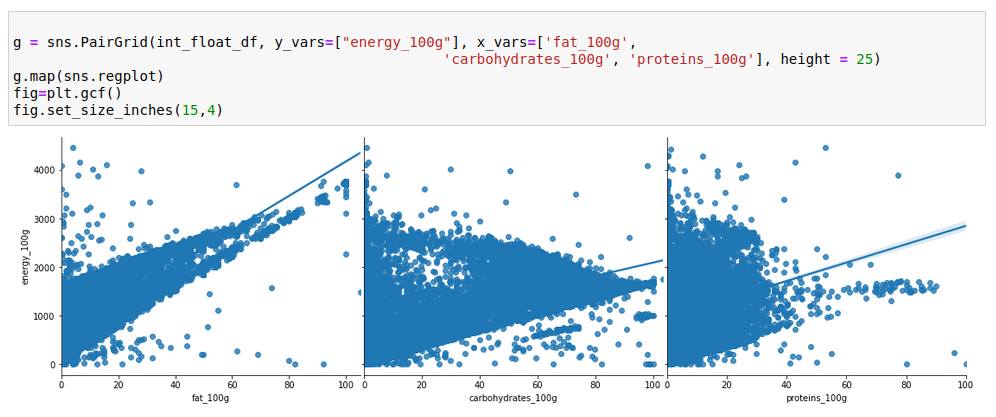 g = sns.PairGrid(int_float_df, y_vars=["energy_100g"], x_vars=['fat_100g',
'carbohydrates_100g', 'proteins_100g'], height = 25)
g.map(sns.regplot)
fig=plt.gcf()
fig.set_size_inches(15,4)
4000
3000
2000
1000
0
energy_100g
0 20 40 60 80 100
fat_100g
0 20 40 60 80 100
carbohydrates_100g
0 20 40 60 80 100
proteins_100g